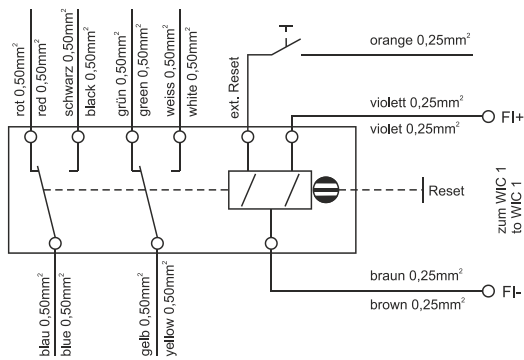 rot 0,50mm²
red 0,50mm²
schwarz 0,50mm²
black 0,50mm²
grün 0,50mm²
green 0,50mm²
weiss 0,50mm²
white 0,50mm²
ext. Reset
orange 0,25mm²
violett 0,25mm²
violet 0,25mm²
FI+
Reset
zum WIC 1
to WIC 1
braun 0,25mm²
brown 0,25mm²
FI-
blau 0,50mm²
blue 0,50mm²
gelb 0,50mm²
yellow 0,50mm²